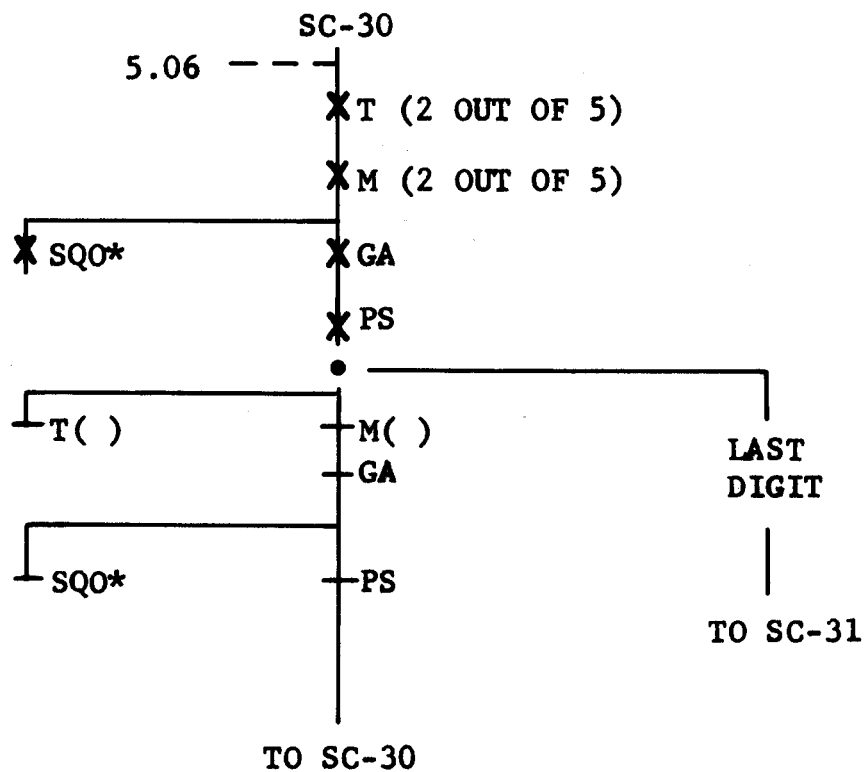 SC-30
5.06
T (2 OUT OF 5)
M (2 OUT OF 5)
SQO* GA
PS
T( ) M( )
GA
LAST
DIGIT
SQO* PS
TO SC-31
TO SC-30